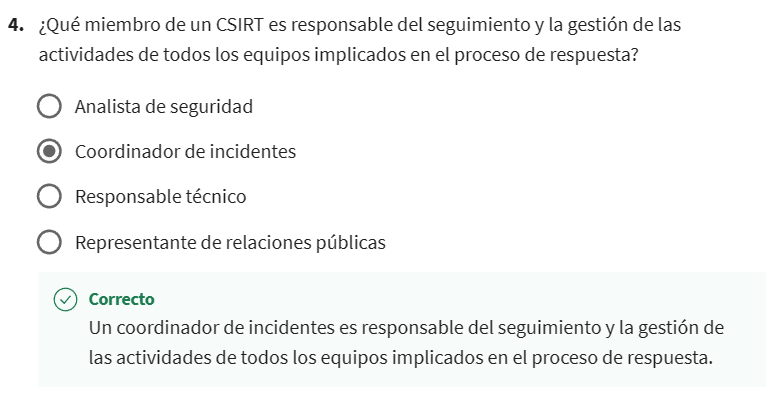 4. ¿Qué miembro de un CSIRT es responsable del seguimiento y la gestión de las
actividades de todos los equipos implicados en el proceso de respuesta?
Analista de seguridad
Coordinador de incidentes
Responsable técnico
Representante de relaciones públicas
Correcto
Un coordinador de incidentes es responsable del seguimiento y la gestión de
las actividades de todos los equipos implicados en el proceso de respuesta.